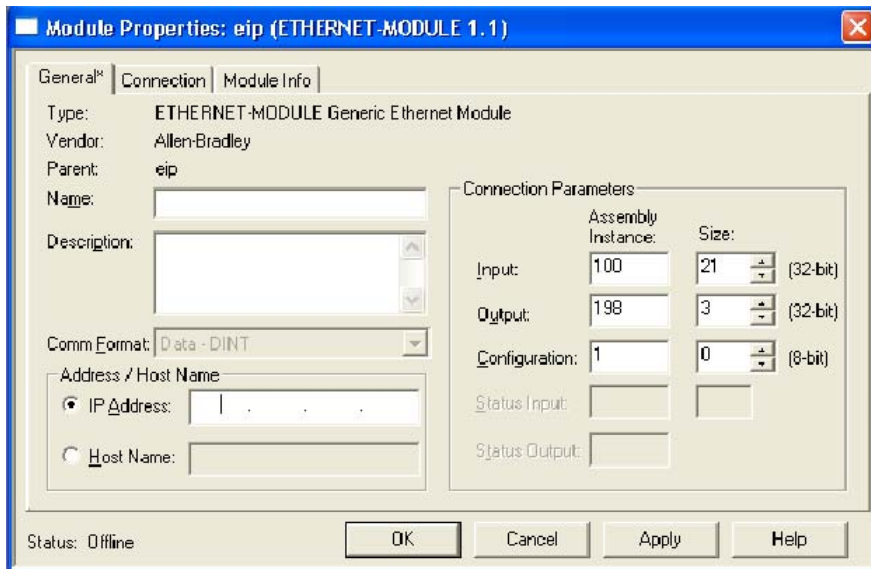 Module Properties: eip (ETHERNET-MODULE 1.1)
General* Connection Module Info
Type: ETHERNET-MODULE Generic Ethernet Module
Vendor: Allen-Bradley
Parent: eip
Name:
Description:
Comm Format: Data - DINT
Address / Host Name
IP Address: . . .
Host Name:
Connection Parameters
Assembly Instance: Size:
Input: 100 21 (32-bit)
Output: 198 3 (32-bit)
Configuration: 1 0 (8-bit)
Status Input:
Status Output:
Status: Offline OK Cancel Apply Help